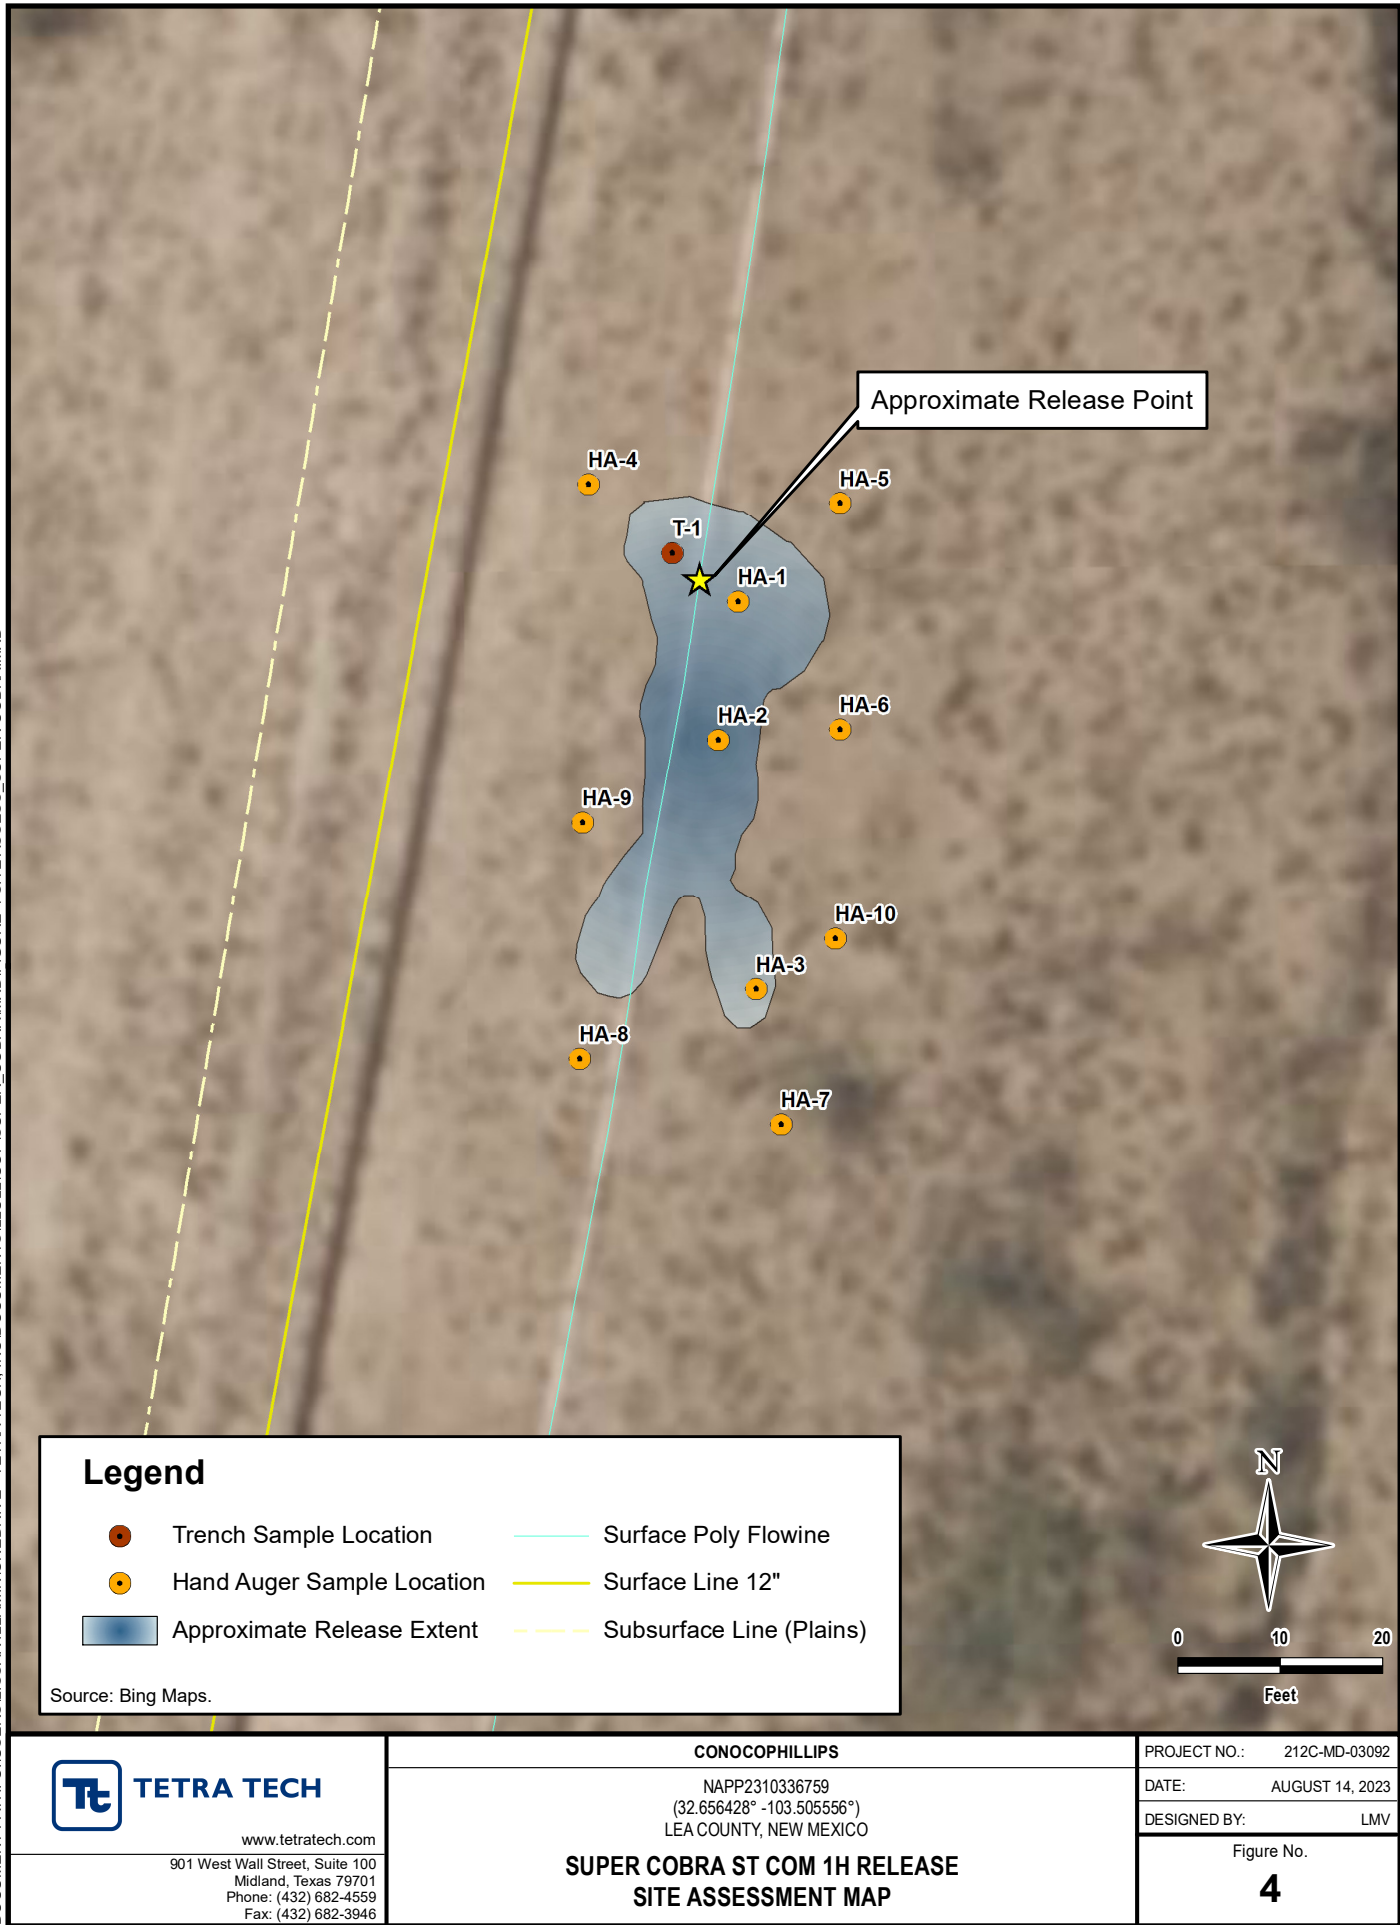 Approximate Release Point
HA-4
HA-5
T-1
HA-1
HA-6
HA-2
HA-9
HA-10
HA-3
HA-8
HA-7
Legend
Trench Sample Location
Hand Auger Sample Location
Approximate Release Extent
Surface Poly Flowine
Surface Line 12"
Subsurface Line (Plains)
Source: Bing Maps.
N
0 10 20
Feet
Tt TETRA TECH
www.tetratech.com
901 West Wall Street, Suite 100
Midland, Texas 79701
Phone: (432) 682-4559
Fax: (432) 682-3946
CONOCOPHILLIPS
NAPP2310336759
(32.656428° -103.505556°)
LEA COUNTY, NEW MEXICO
SUPER COBRA ST COM 1H RELEASE
SITE ASSESSMENT MAP
PROJECT NO.: 212C-MD-03092
DATE: AUGUST 14, 2023
DESIGNED BY: LMV
Figure No.
4